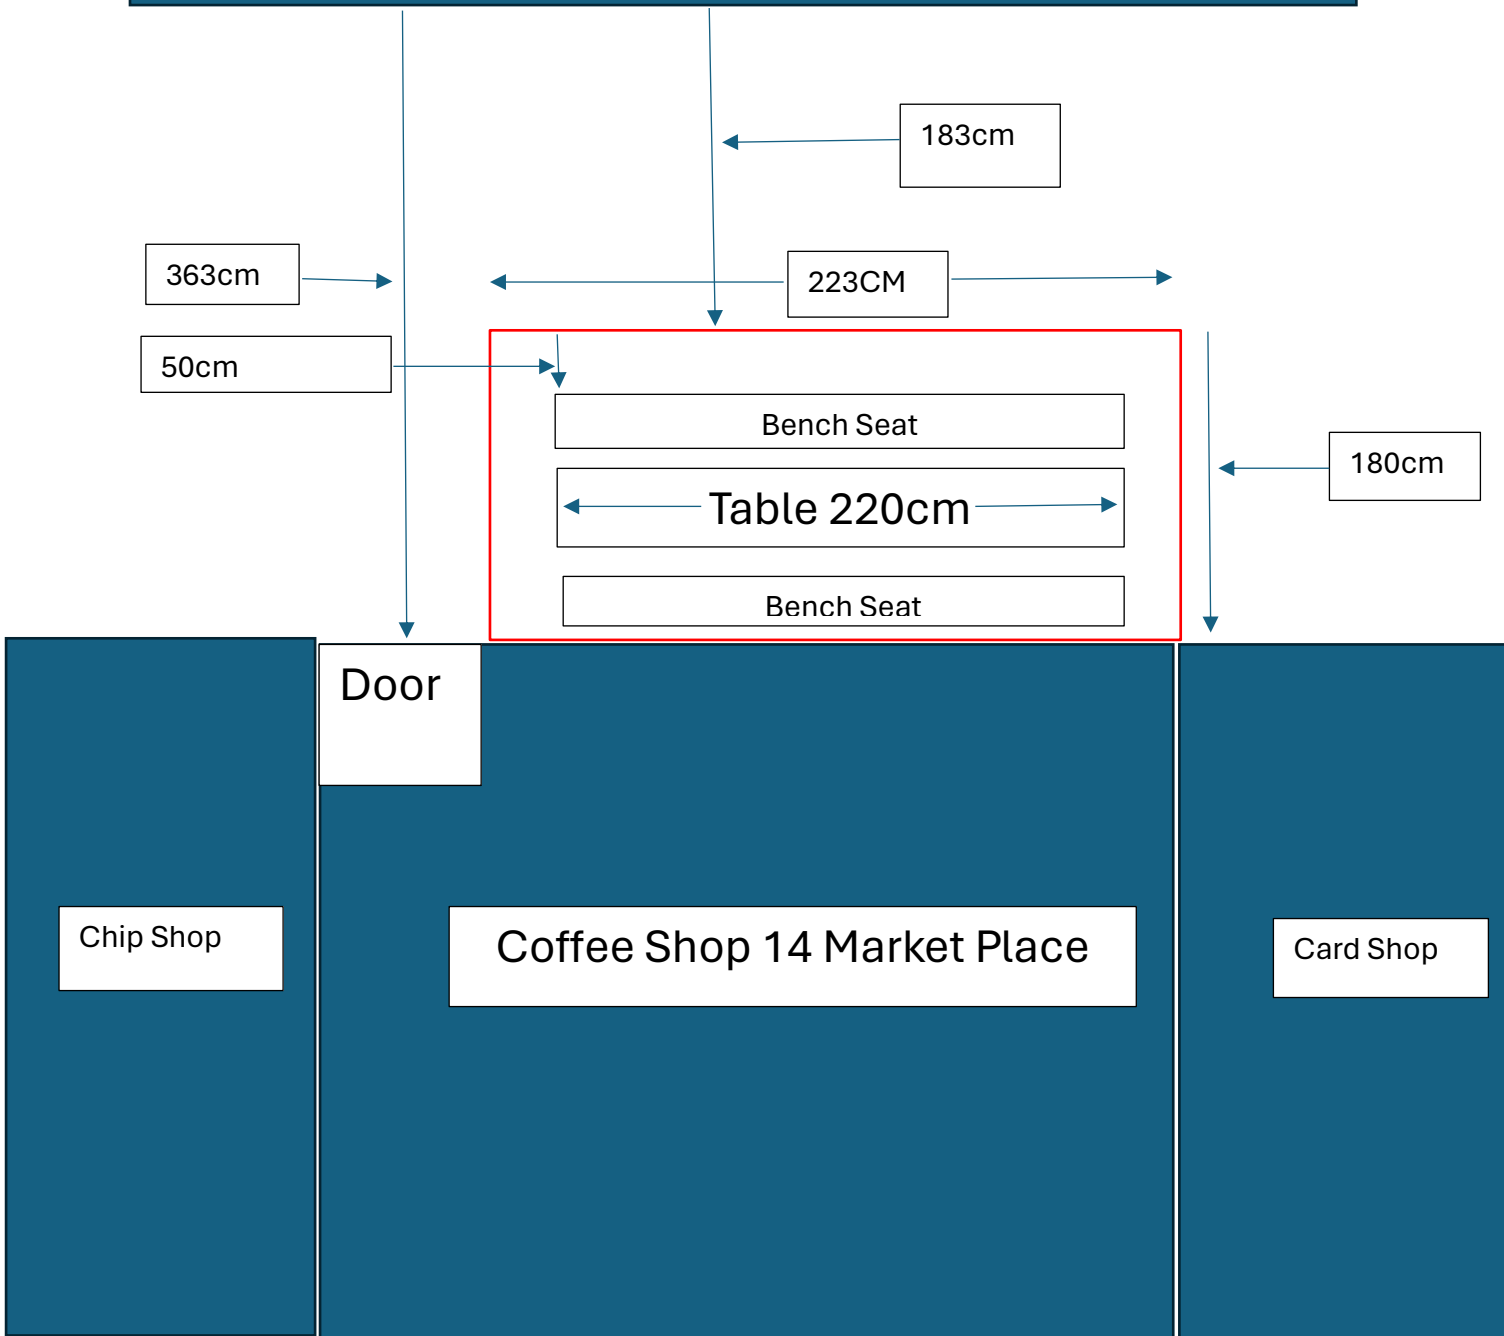 183cm
363cm
223CM
50cm
Bench Seat
180cm
Table 220cm
Bench Seat
Door
Chip Shop
Coffee Shop 14 Market Place
Card Shop